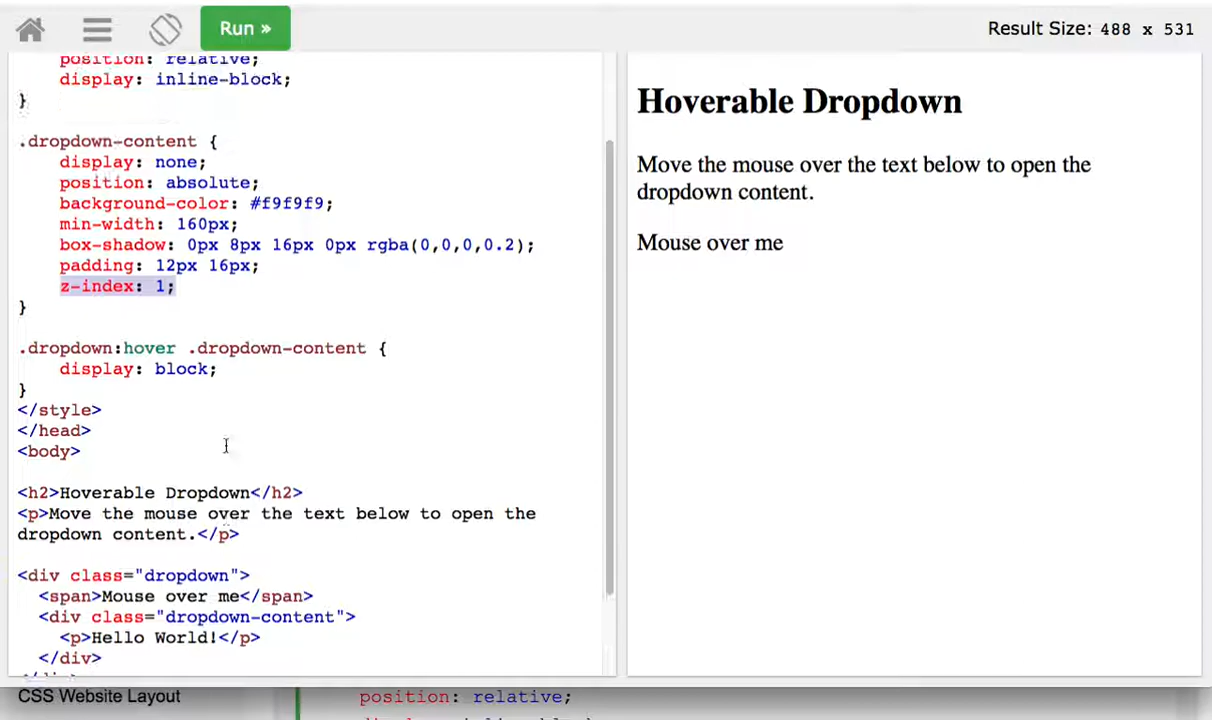 Run »
Result Size: 488 x 531
position: relative;
display: inline-block;
}
.dropdown-content {
display: none;
position: absolute;
background-color: #f9f9f9;
min-width: 160px;
box-shadow: 0px 8px 16px 0px rgba(0,0,0,0.2);
padding: 12px 16px;
z-index: 1;
}
.dropdown:hover .dropdown-content {
display: block;
}
</style>
</head>
<body>
<h2>Hoverable Dropdown</h2>
<p>Move the mouse over the text below to open the
dropdown content.</p>
<div class="dropdown">
<span>Mouse over me</span>
<div class="dropdown-content">
<p>Hello World!</p>
</div>
Hoverable Dropdown
Move the mouse over the text below to open the
dropdown content.
Mouse over me
CSS Website Layout
position: relative;